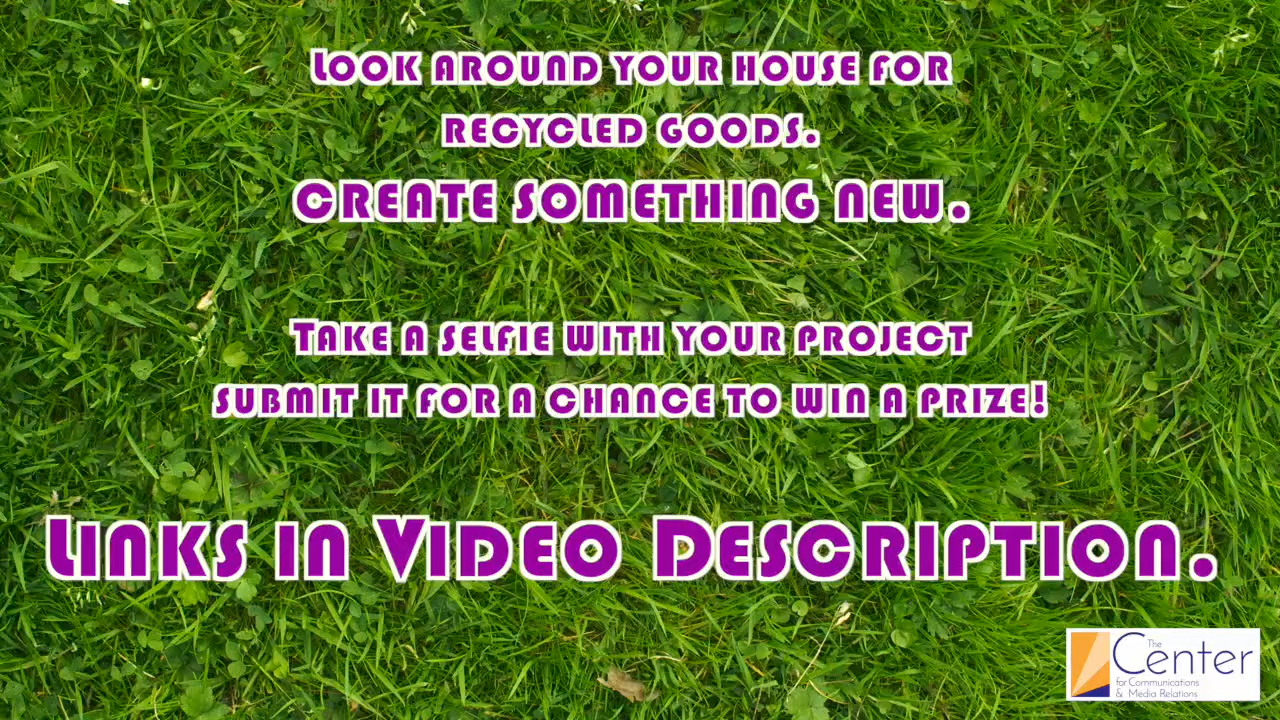 Look around your house for
recycled goods.
create something new.
Take a selfie with your project
submit it for a chance to win a prize!
Links in Video Description.
The
Center
for Communications
& Media Relations